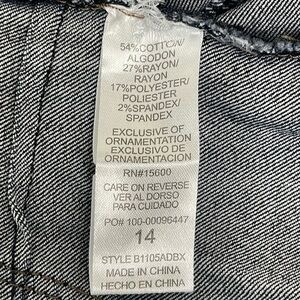 54%COTTON/
ALGODON
27%RAYON/
RAYON
17%POLYESTER/
POLIESTER
2%SPANDEX/
SPANDEX
EXCLUSIVE OF
ORNAMENTATION
EXCLUSIVO DE
ORNAMENTACION
RN#15600
CARE ON REVERSE
VER AL DORSO
PARA CUIDADO
PO# 100-00096447
14
STYLE B1105ADBX
MADE IN CHINA
HECHO EN CHINA